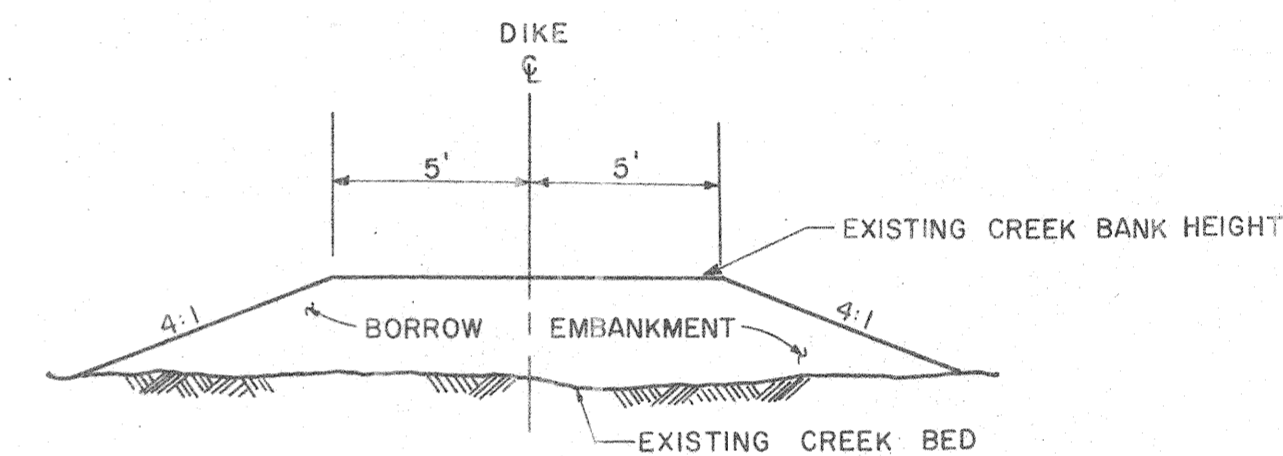 DIKE
℄
5'
5'
EXISTING CREEK BANK HEIGHT
4:1
BORROW EMBANKMENT
4:1
EXISTING CREEK BED